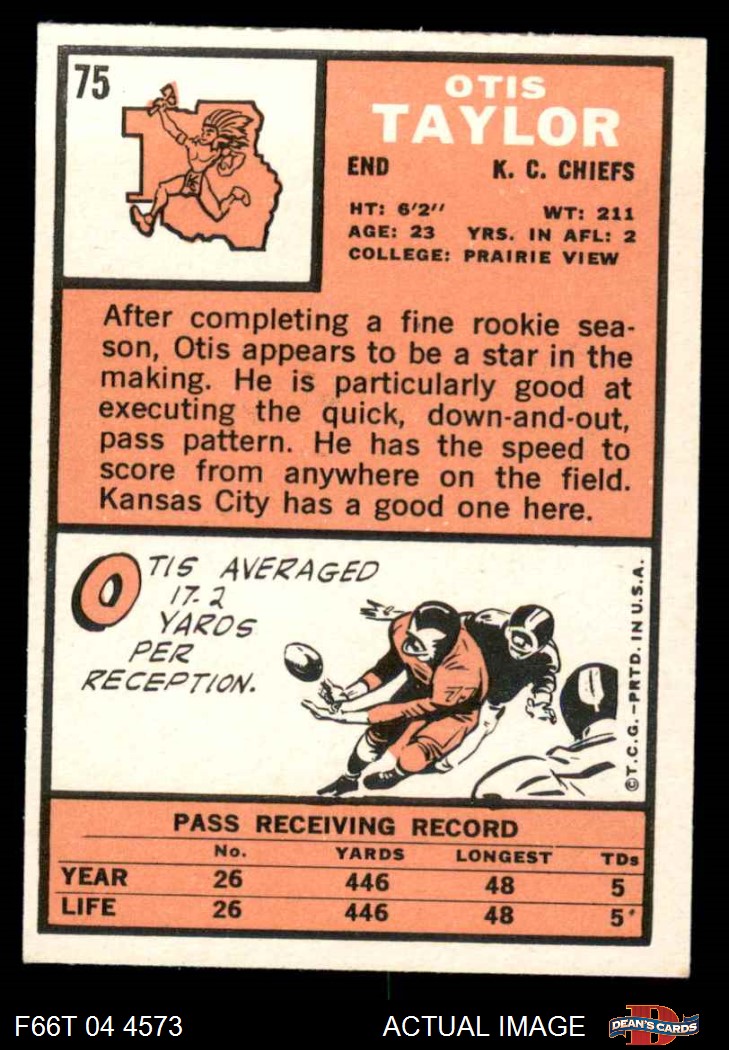 75
OTIS
TAYLOR
END K. C. CHIEFS
HT: 6'2'' WT: 211
AGE: 23 YRS. IN AFL: 2
COLLEGE: PRAIRIE VIEW
After completing a fine rookie sea-
son, Otis appears to be a star in the
making. He is particularly good at
executing the quick, down-and-out,
pass pattern. He has the speed to
score from anywhere on the field.
Kansas City has a good one here.
OTIS AVERAGED
17.2
YARDS
PER
RECEPTION.
©T.C.G.–PRTD. IN U.S.A.
PASS RECEIVING RECORD
No. YARDS LONGEST TDs
YEAR 26 446 48 5
LIFE 26 446 48 5
F66T 04 4573 ACTUAL IMAGE DEAN'S CARDS